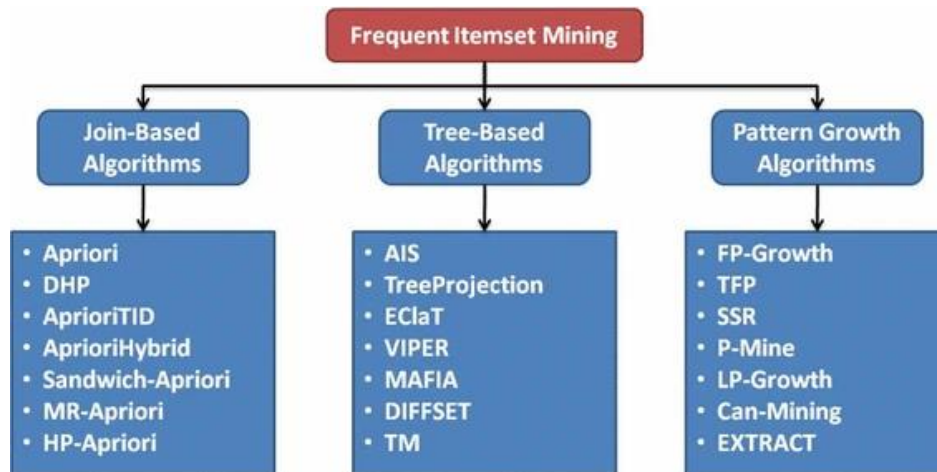 Frequent Itemset Mining
Join-Based
Algorithms
Tree-Based
Algorithms
Pattern Growth
Algorithms
• Apriori
• DHP
• AprioriTID
• AprioriHybrid
• Sandwich-Apriori
• MR-Apriori
• HP-Apriori
• AIS
• TreeProjection
• EClaT
• VIPER
• MAFIA
• DIFFSET
• TM
• FP-Growth
• TFP
• SSR
• P-Mine
• LP-Growth
• Can-Mining
• EXTRACT